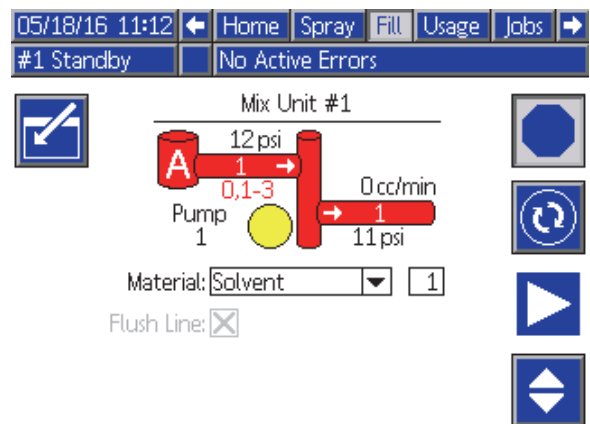 05/18/16 11:12 Home Spray Fill Usage Jobs
#1 Standby No Active Errors
Mix Unit #1
12 psi
A 1
0,1-3 0 cc/min
Pump 1
1 11 psi
Material: Solvent 1
Flush Line: